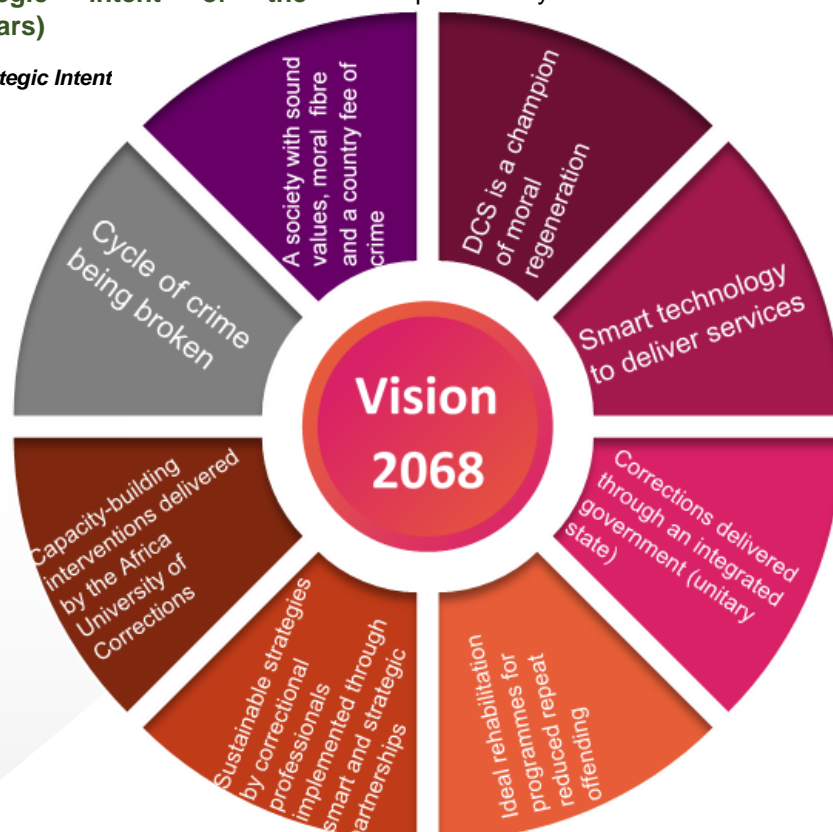 Intent of the
ars)
tegic Intent
A society with sound
values, moral fibre
and a country fee of
crime
DCS is a champion
of moral
regeneration
Smart technology
to deliver services
Corrections delivered
through an integrated
government (unitary
state)
Ideal rehabilitation
programmes for
reduced repeat
offending
Sustainable strategies
by correctional
professionals
implemented through
smart and strategic
partnerships
Capacity-building
interventions delivered
by the Africa
University of
Corrections
Cycle of crime
being broken
Vision
2068